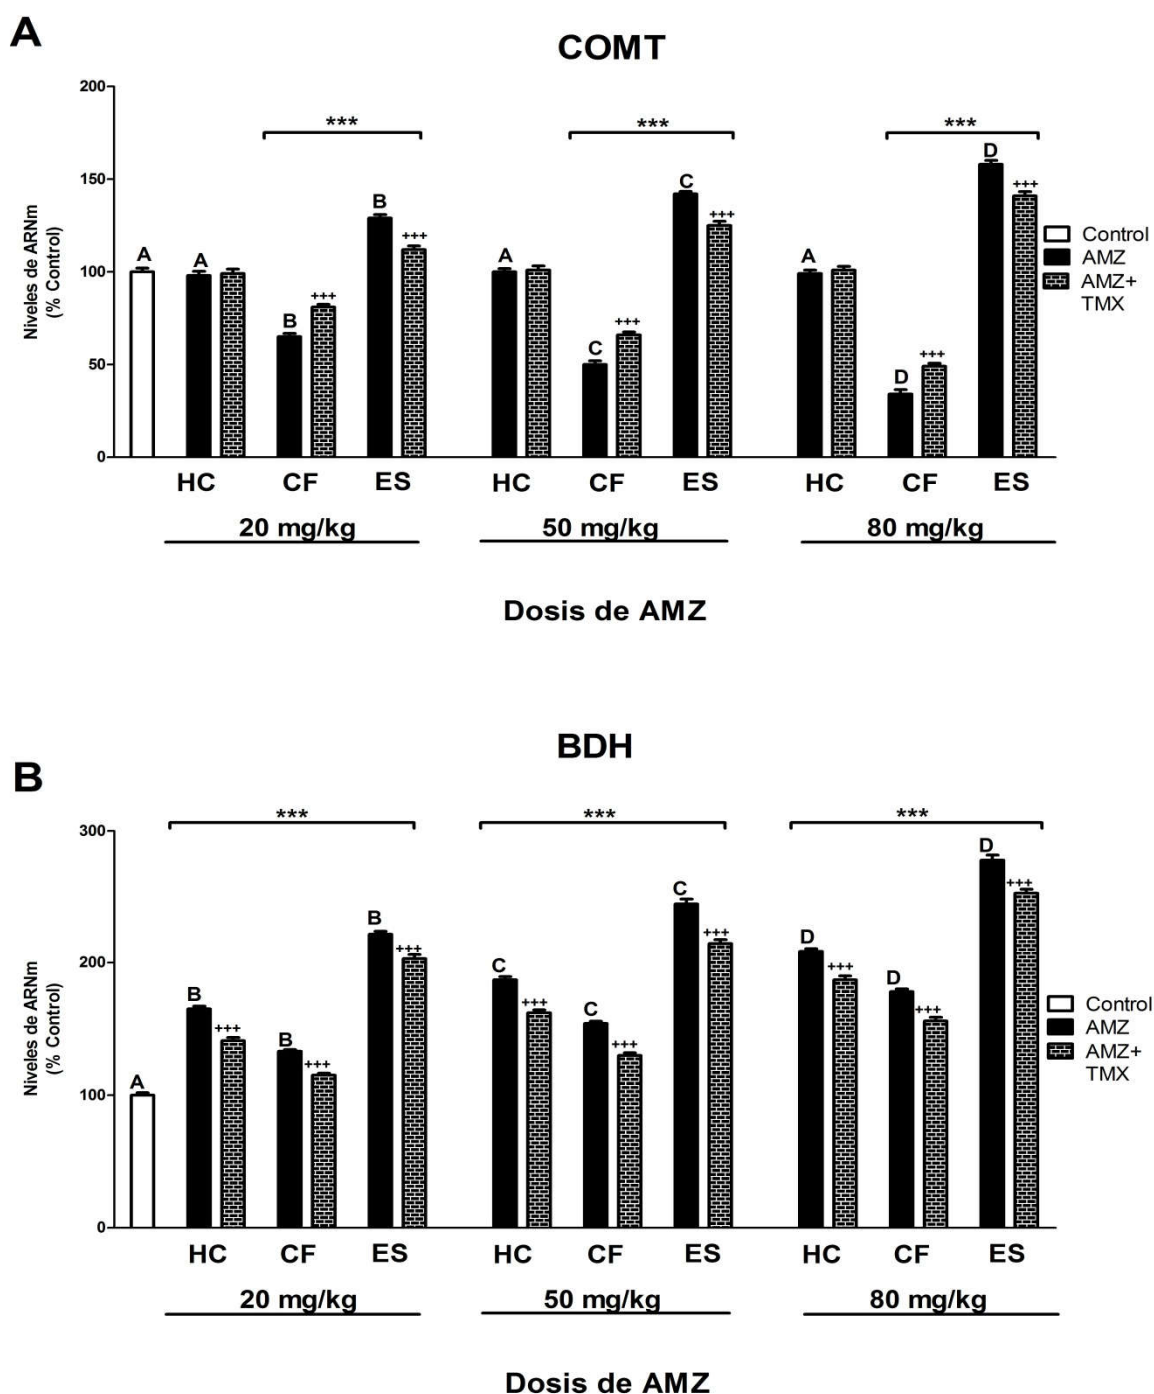 A
COMT
Niveles de ARNm
(% Control)
200
150
100
50
0
***
***
***
A
A
B
+++
B
+++
A
C
+++
C
+++
A
D
+++
D
+++
Control
AMZ
AMZ+
TMX
HC CF ES HC CF ES HC CF ES
20 mg/kg 50 mg/kg 80 mg/kg
Dosis de AMZ
BDH
B
Niveles de ARNm
(% Control)
300
200
100
0
***
***
***
A
B
+++
B
+++
B
+++
C
+++
C
+++
C
+++
D
+++
D
+++
D
+++
Control
AMZ
AMZ+
TMX
HC CF ES HC CF ES HC CF ES
20 mg/kg 50 mg/kg 80 mg/kg
Dosis de AMZ